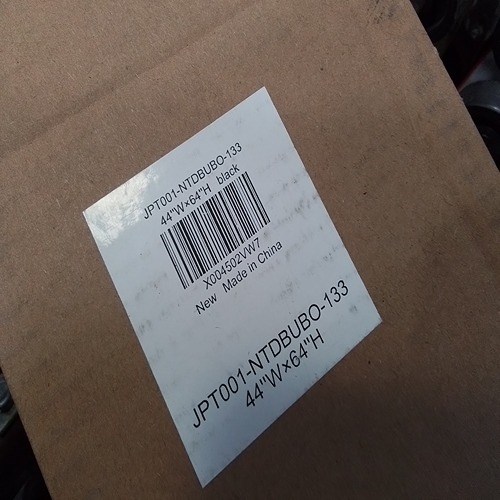 JPT001-NTDBUBO-133
44"W×64"H black
X004502VW7
New Made in China
JPT001-NTDBUBO-133
44"W×64"H